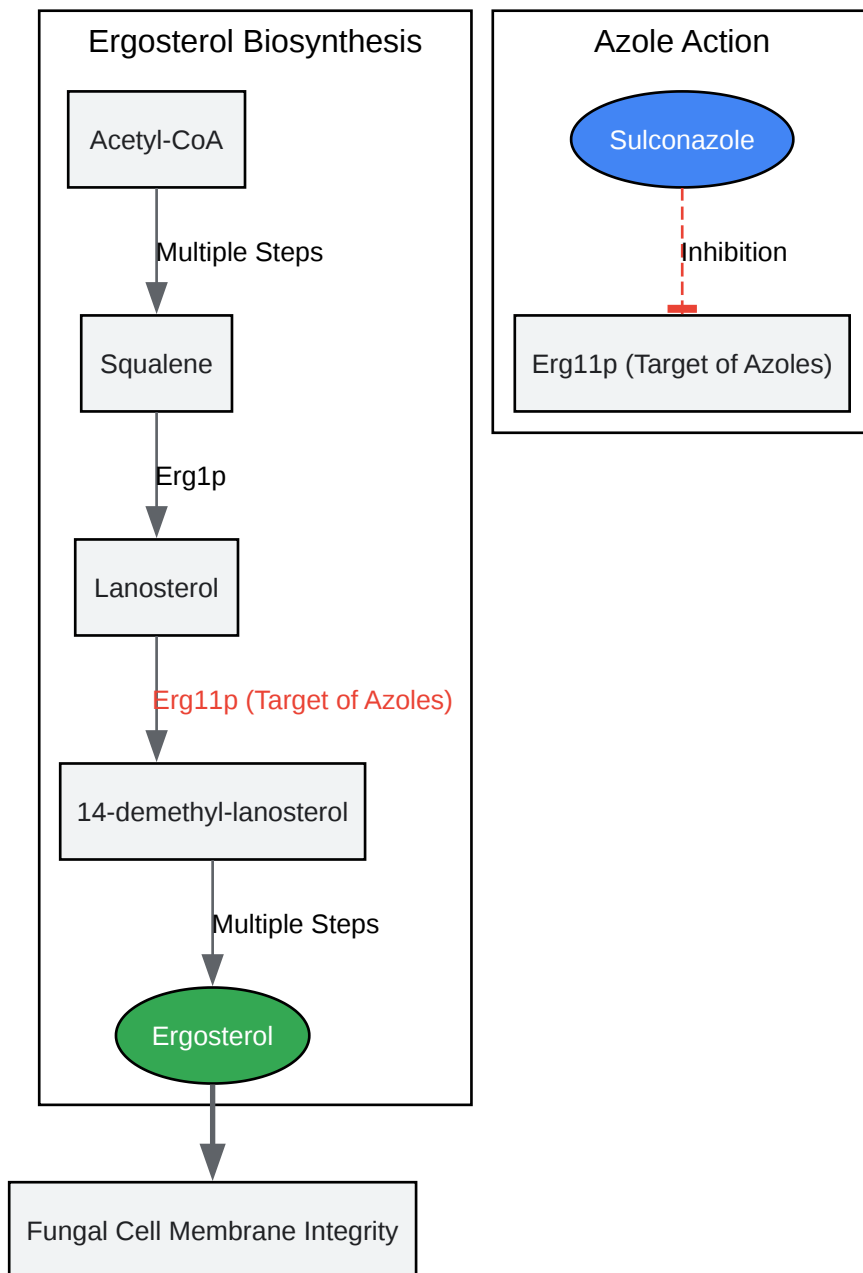 Ergosterol Biosynthesis
Acetyl-CoA
Multiple Steps
Squalene
Erg1p
Lanosterol
Erg11p (Target of Azoles)
14-demethyl-lanosterol
Multiple Steps
Ergosterol
Fungal Cell Membrane Integrity
Azole Action
Sulconazole
Inhibition
Erg11p (Target of Azoles)